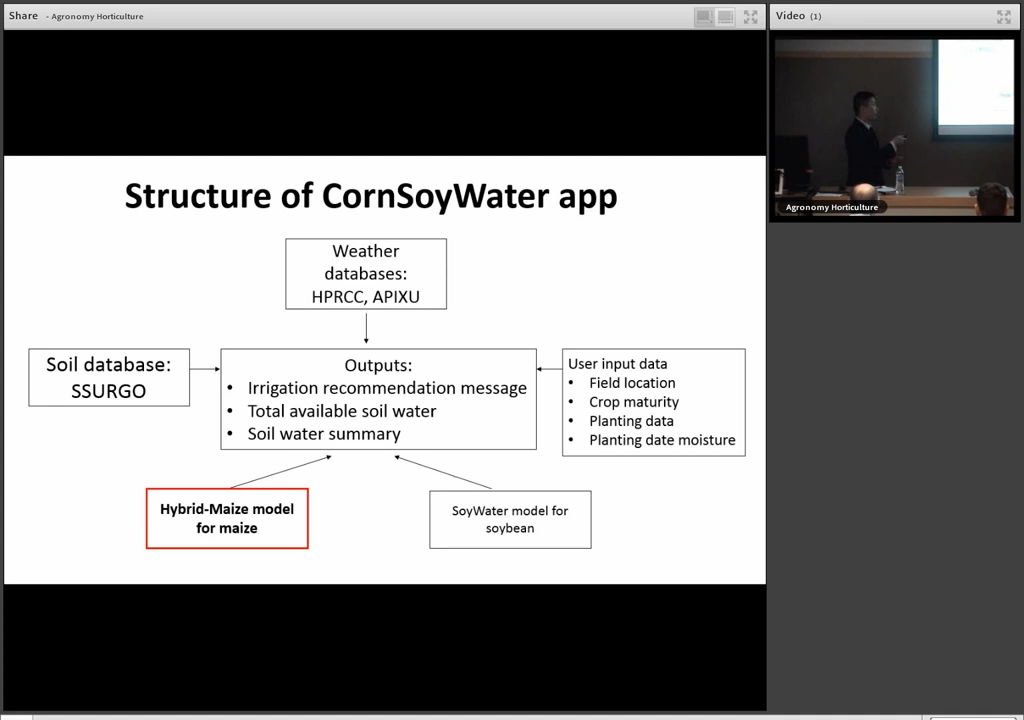 Share - Agronomy Horticulture
Video (1)
Agronomy Horticulture
Structure of CornSoyWater app
Weather
databases:
HPRCC, APIXU
Soil database:
SSURGO
Outputs:
• Irrigation recommendation message
• Total available soil water
• Soil water summary
User input data
• Field location
• Crop maturity
• Planting data
• Planting date moisture
Hybrid-Maize model
for maize
SoyWater model for
soybean